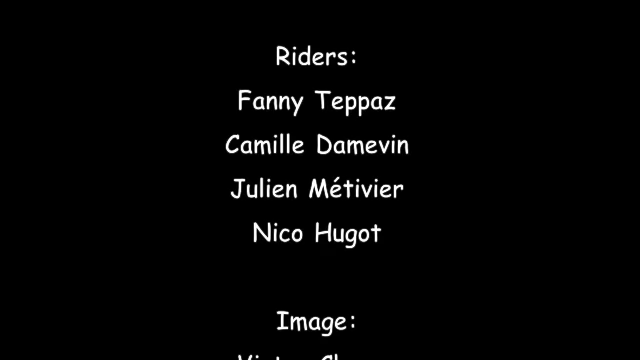 Riders:
Fanny Teppaz
Camille Damevin
Julien Métivier
Nico Hugot
Image: